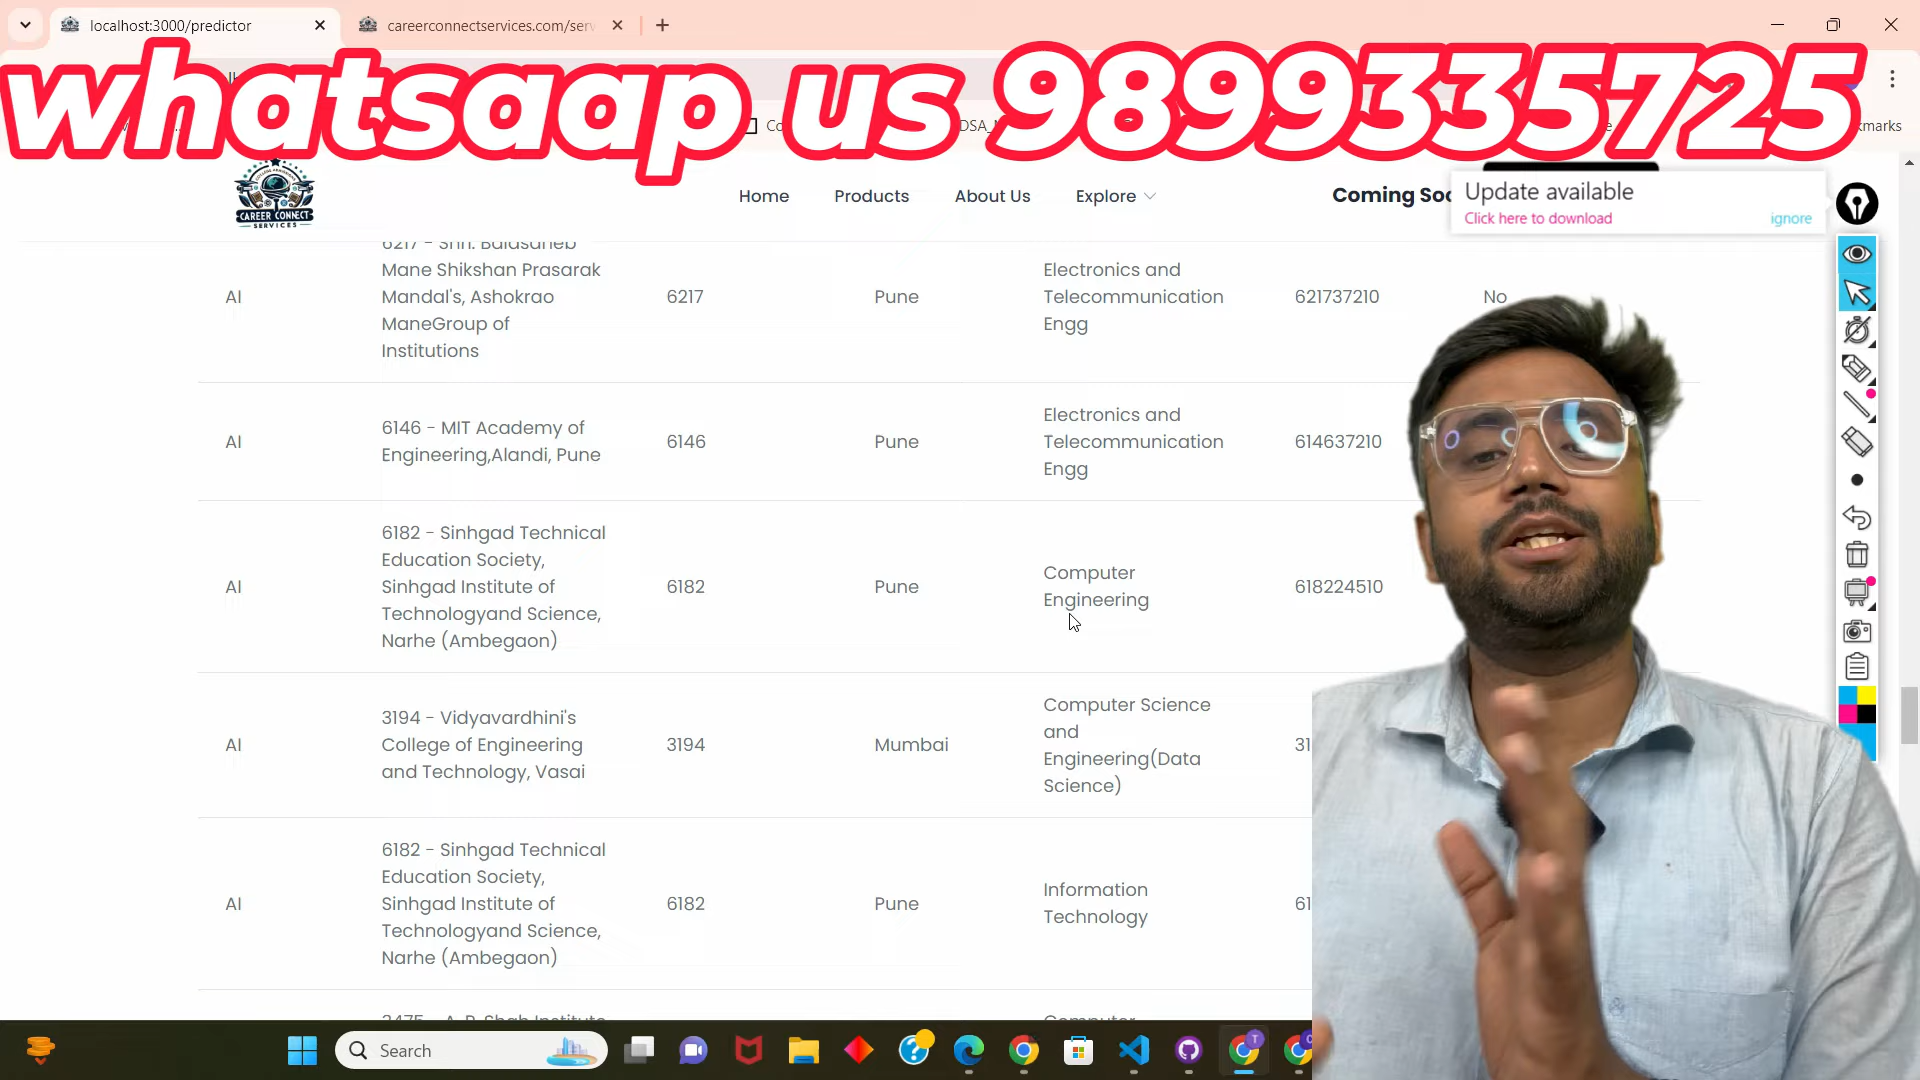 localhost:3000/predictor
careerconnectservices.com/serv
whatsaap us 9899335725
CAREER CONNECT
SERVICES
Home
Products
About Us
Explore
Coming Soo
Update available
Click here to download
ignore
AI
6217 - Shri. Balasaheb
Mane Shikshan Prasarak
Mandal's, Ashokrao
ManeGroup of
Institutions
6217
Pune
Electronics and
Telecommunication
Engg
621737210
No
AI
6146 - MIT Academy of
Engineering,Alandi, Pune
6146
Pune
Electronics and
Telecommunication
Engg
614637210
AI
6182 - Sinhgad Technical
Education Society,
Sinhgad Institute of
Technologyand Science,
Narhe (Ambegaon)
6182
Pune
Computer
Engineering
618224510
AI
3194 - Vidyavardhini's
College of Engineering
and Technology, Vasai
3194
Mumbai
Computer Science
and
Engineering(Data
Science)
31
AI
6182 - Sinhgad Technical
Education Society,
Sinhgad Institute of
Technologyand Science,
Narhe (Ambegaon)
6182
Pune
Information
Technology
61
Search